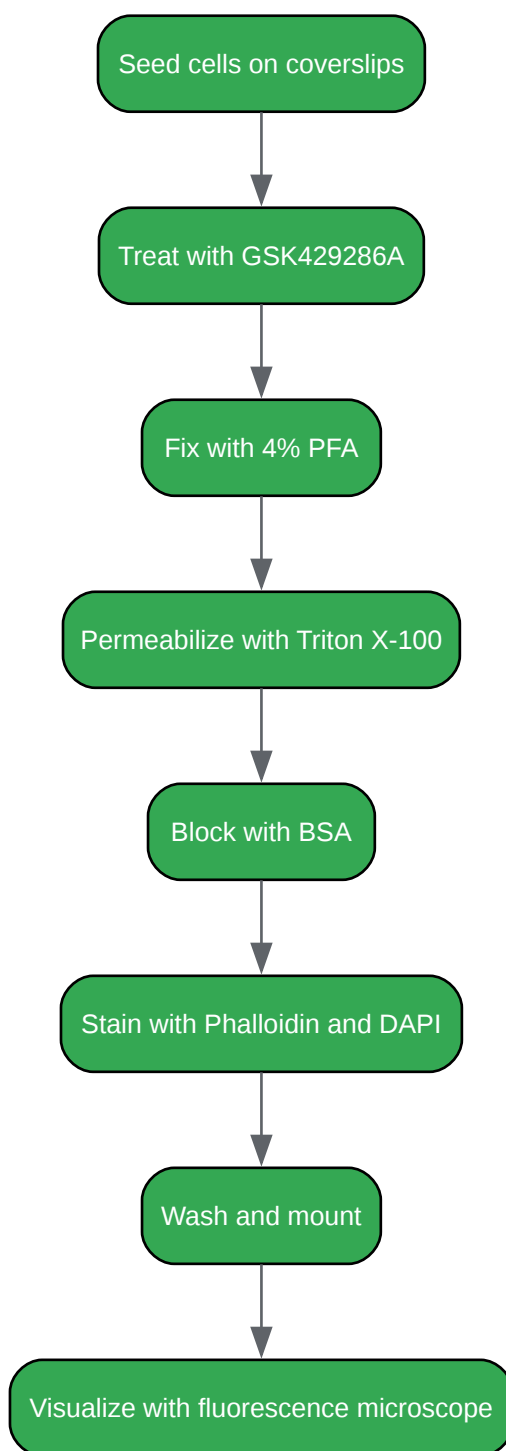 Seed cells on coverslips
Treat with GSK429286A
Fix with 4% PFA
Permeabilize with Triton X-100
Block with BSA
Stain with Phalloidin and DAPI
Wash and mount
Visualize with fluorescence microscope